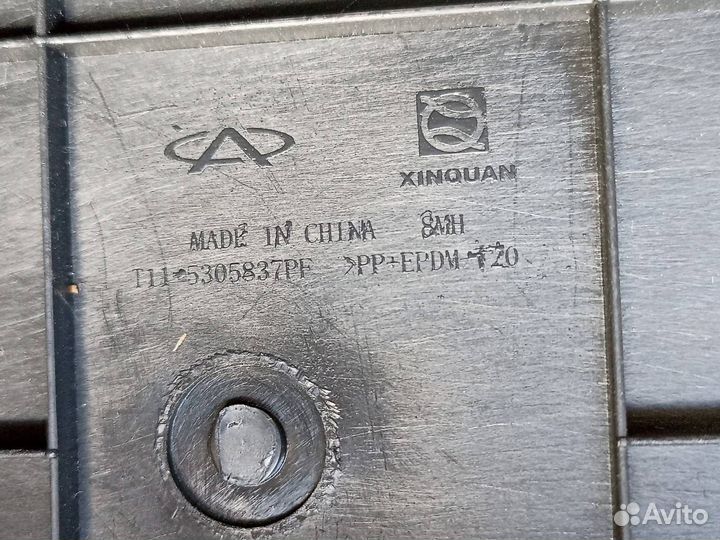 XINQUAN
MADE IN CHINA 8MH
T11-5305837PF >PP+EPDM-T20
Avito